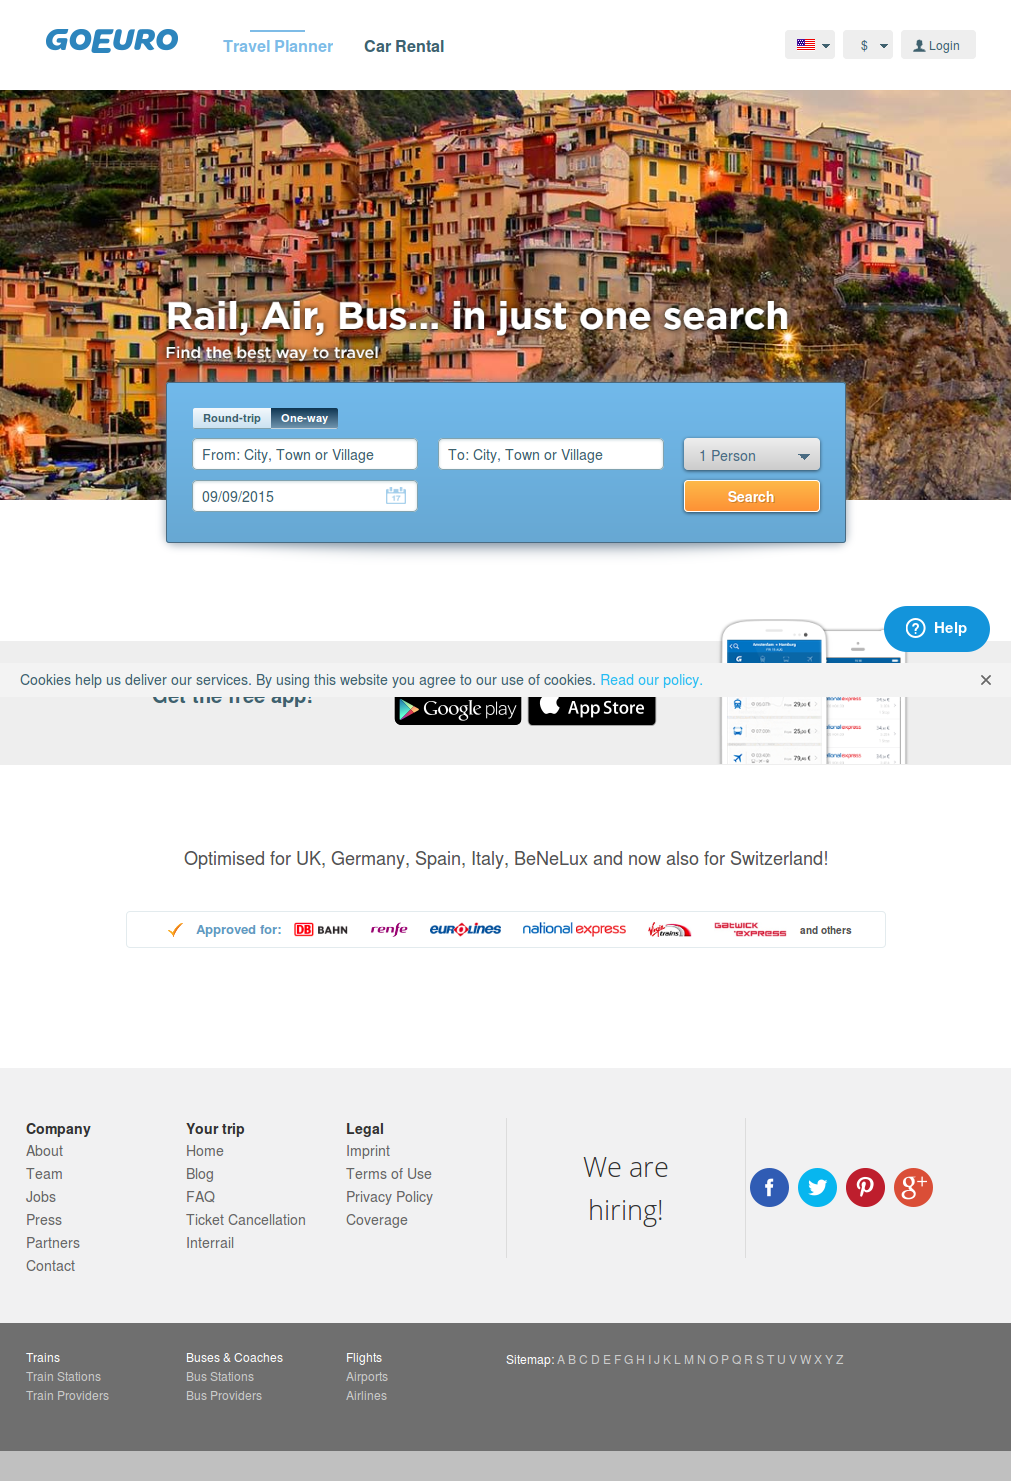 GOEURO
Travel Planner
Car Rental
$
Login
Rail, Air, Bus... in just one search
Find the best way to travel
Round-trip
One-way
From: City, Town or Village
To: City, Town or Village
1 Person
09/09/2015
17
Search
Help
Cookies help us deliver our services. By using this website you agree to our use of cookies. Read our policy.
Get the free app!
Google play
App Store
Optimised for UK, Germany, Spain, Italy, BeNeLux and now also for Switzerland!
Approved for:
DB BAHN
renfe
EUROLINES
national express
Virgin trains
GATWICK EXPRESS
and others
Company
About
Team
Jobs
Press
Partners
Contact
Your trip
Home
Blog
FAQ
Ticket Cancellation
Interrail
Legal
Imprint
Terms of Use
Privacy Policy
Coverage
We are
hiring!
Trains
Train Stations
Train Providers
Buses & Coaches
Bus Stations
Bus Providers
Flights
Airports
Airlines
Sitemap: A B C D E F G H I J K L M N O P Q R S T U V W X Y Z